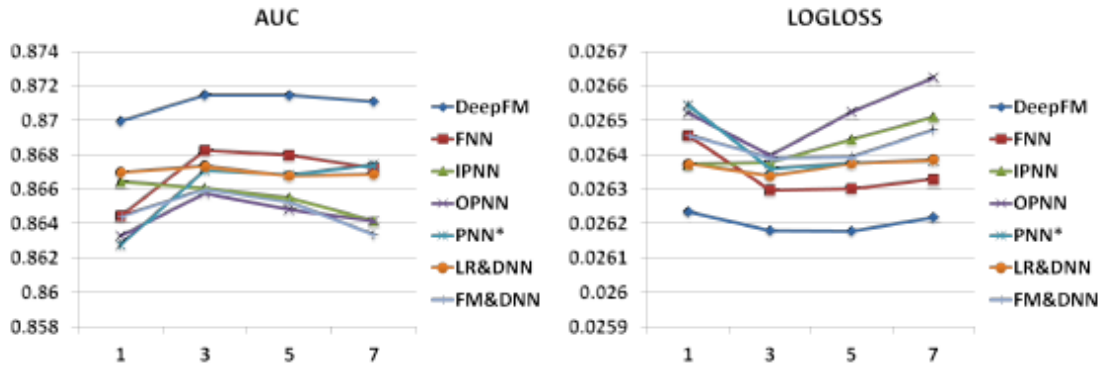 AUC
0.874
0.872
0.87
0.868
0.866
0.864
0.862
0.86
0.858
1 3 5 7
DeepFM
FNN
IPNN
OPNN
PNN*
LR&DNN
FM&DNN
LOGLOSS
0.0267
0.0266
0.0265
0.0264
0.0263
0.0262
0.0261
0.026
0.0259
1 3 5 7
DeepFM
FNN
IPNN
OPNN
PNN*
LR&DNN
FM&DNN